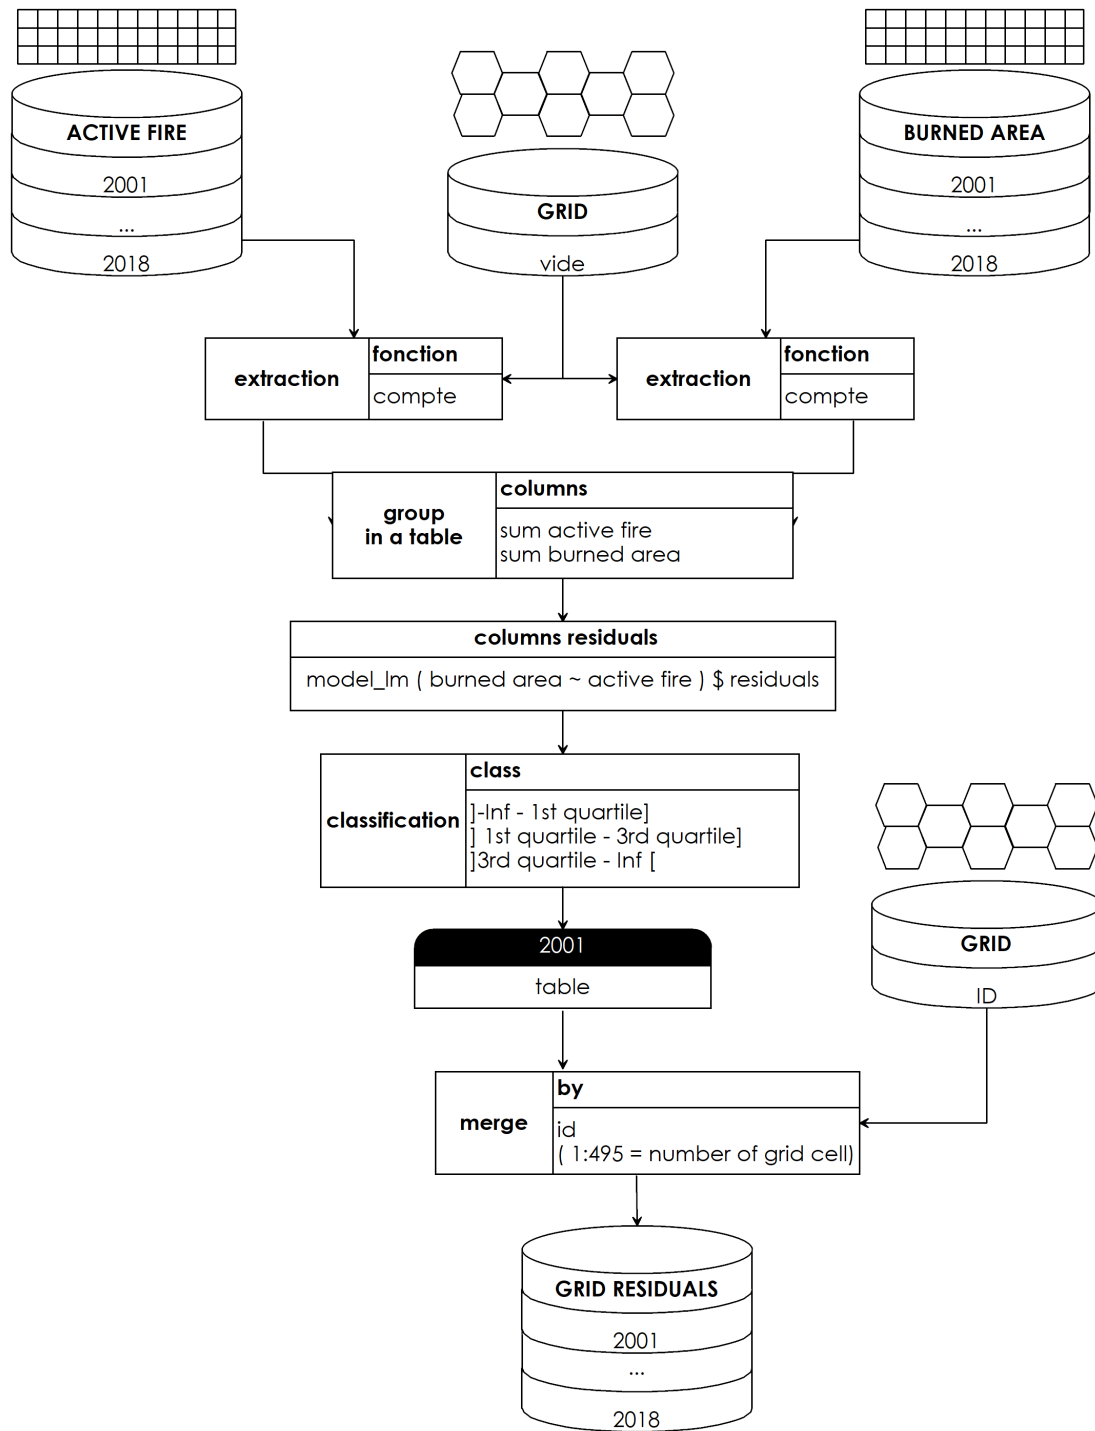 ACTIVE FIRE
2001
...
2018
GRID
vide
BURNED AREA
2001
...
2018
extraction
fonction
compte
extraction
fonction
compte
group
in a table
columns
sum active fire
sum burned area
columns residuals
model_lm ( burned area ~ active fire ) $ residuals
classification
class
]-Inf - 1st quartile]
] 1st quartile - 3rd quartile]
]3rd quartile - Inf [
2001
table
GRID
ID
merge
by
id
( 1:495 = number of grid cell)
GRID RESIDUALS
2001
...
2018